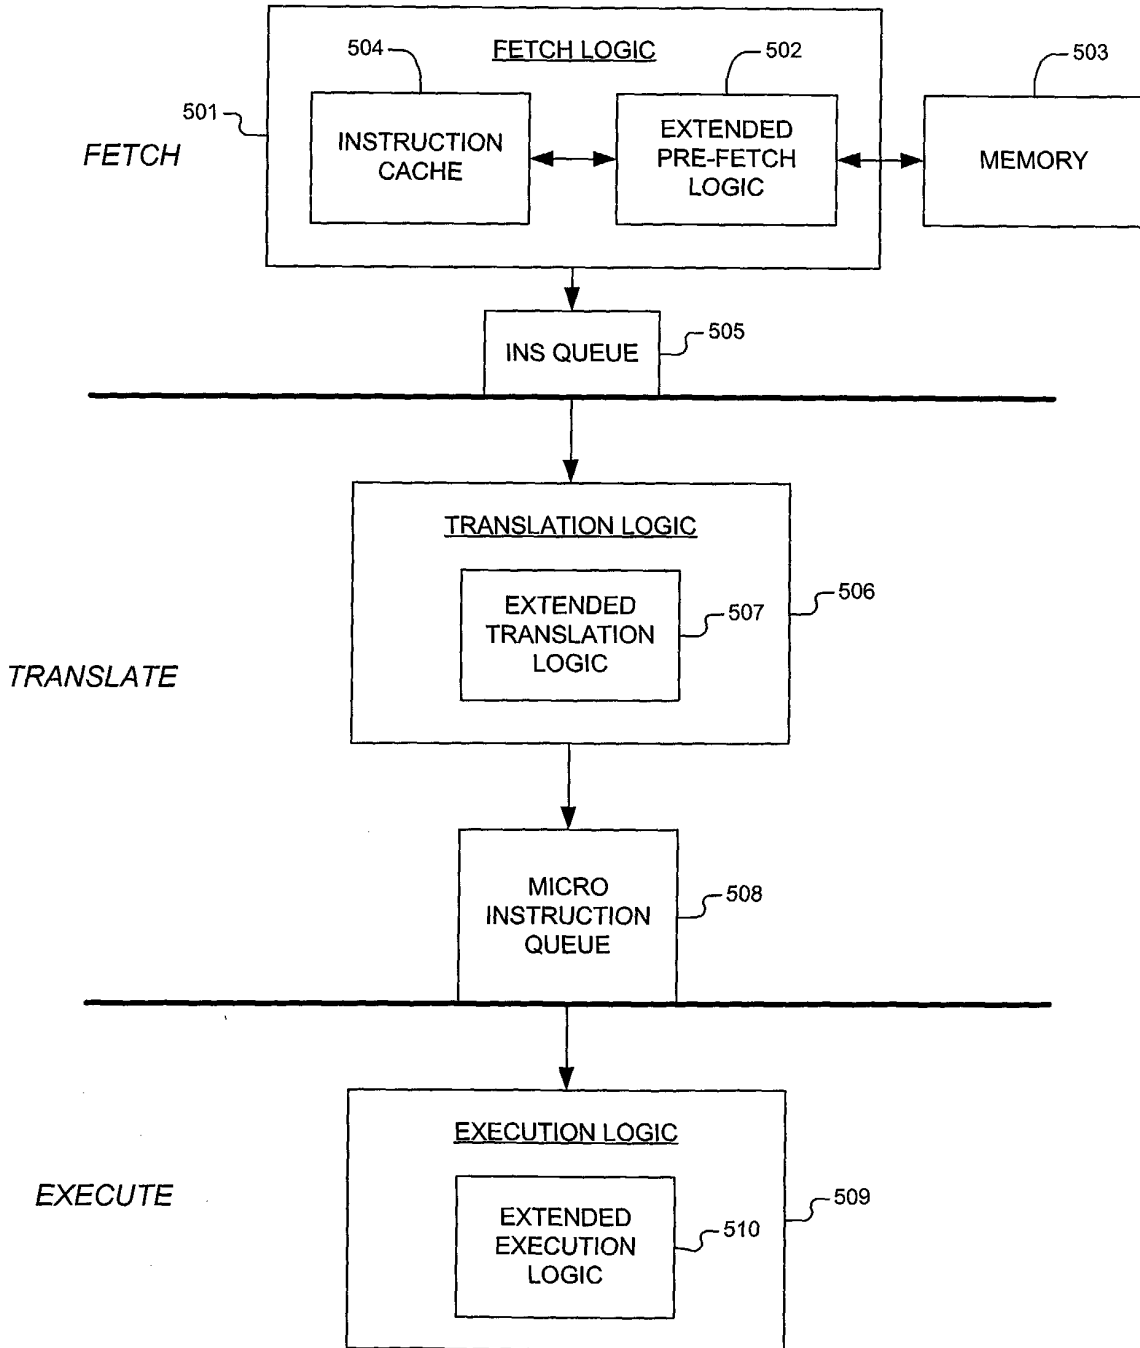 504
FETCH LOGIC
502
503
501
FETCH
INSTRUCTION
CACHE
EXTENDED
PRE-FETCH
LOGIC
MEMORY
INS QUEUE
505
TRANSLATION LOGIC
EXTENDED
TRANSLATION
LOGIC
507
506
TRANSLATE
MICRO
INSTRUCTION
QUEUE
508
EXECUTION LOGIC
EXECUTE
EXTENDED
EXECUTION
LOGIC
510
509